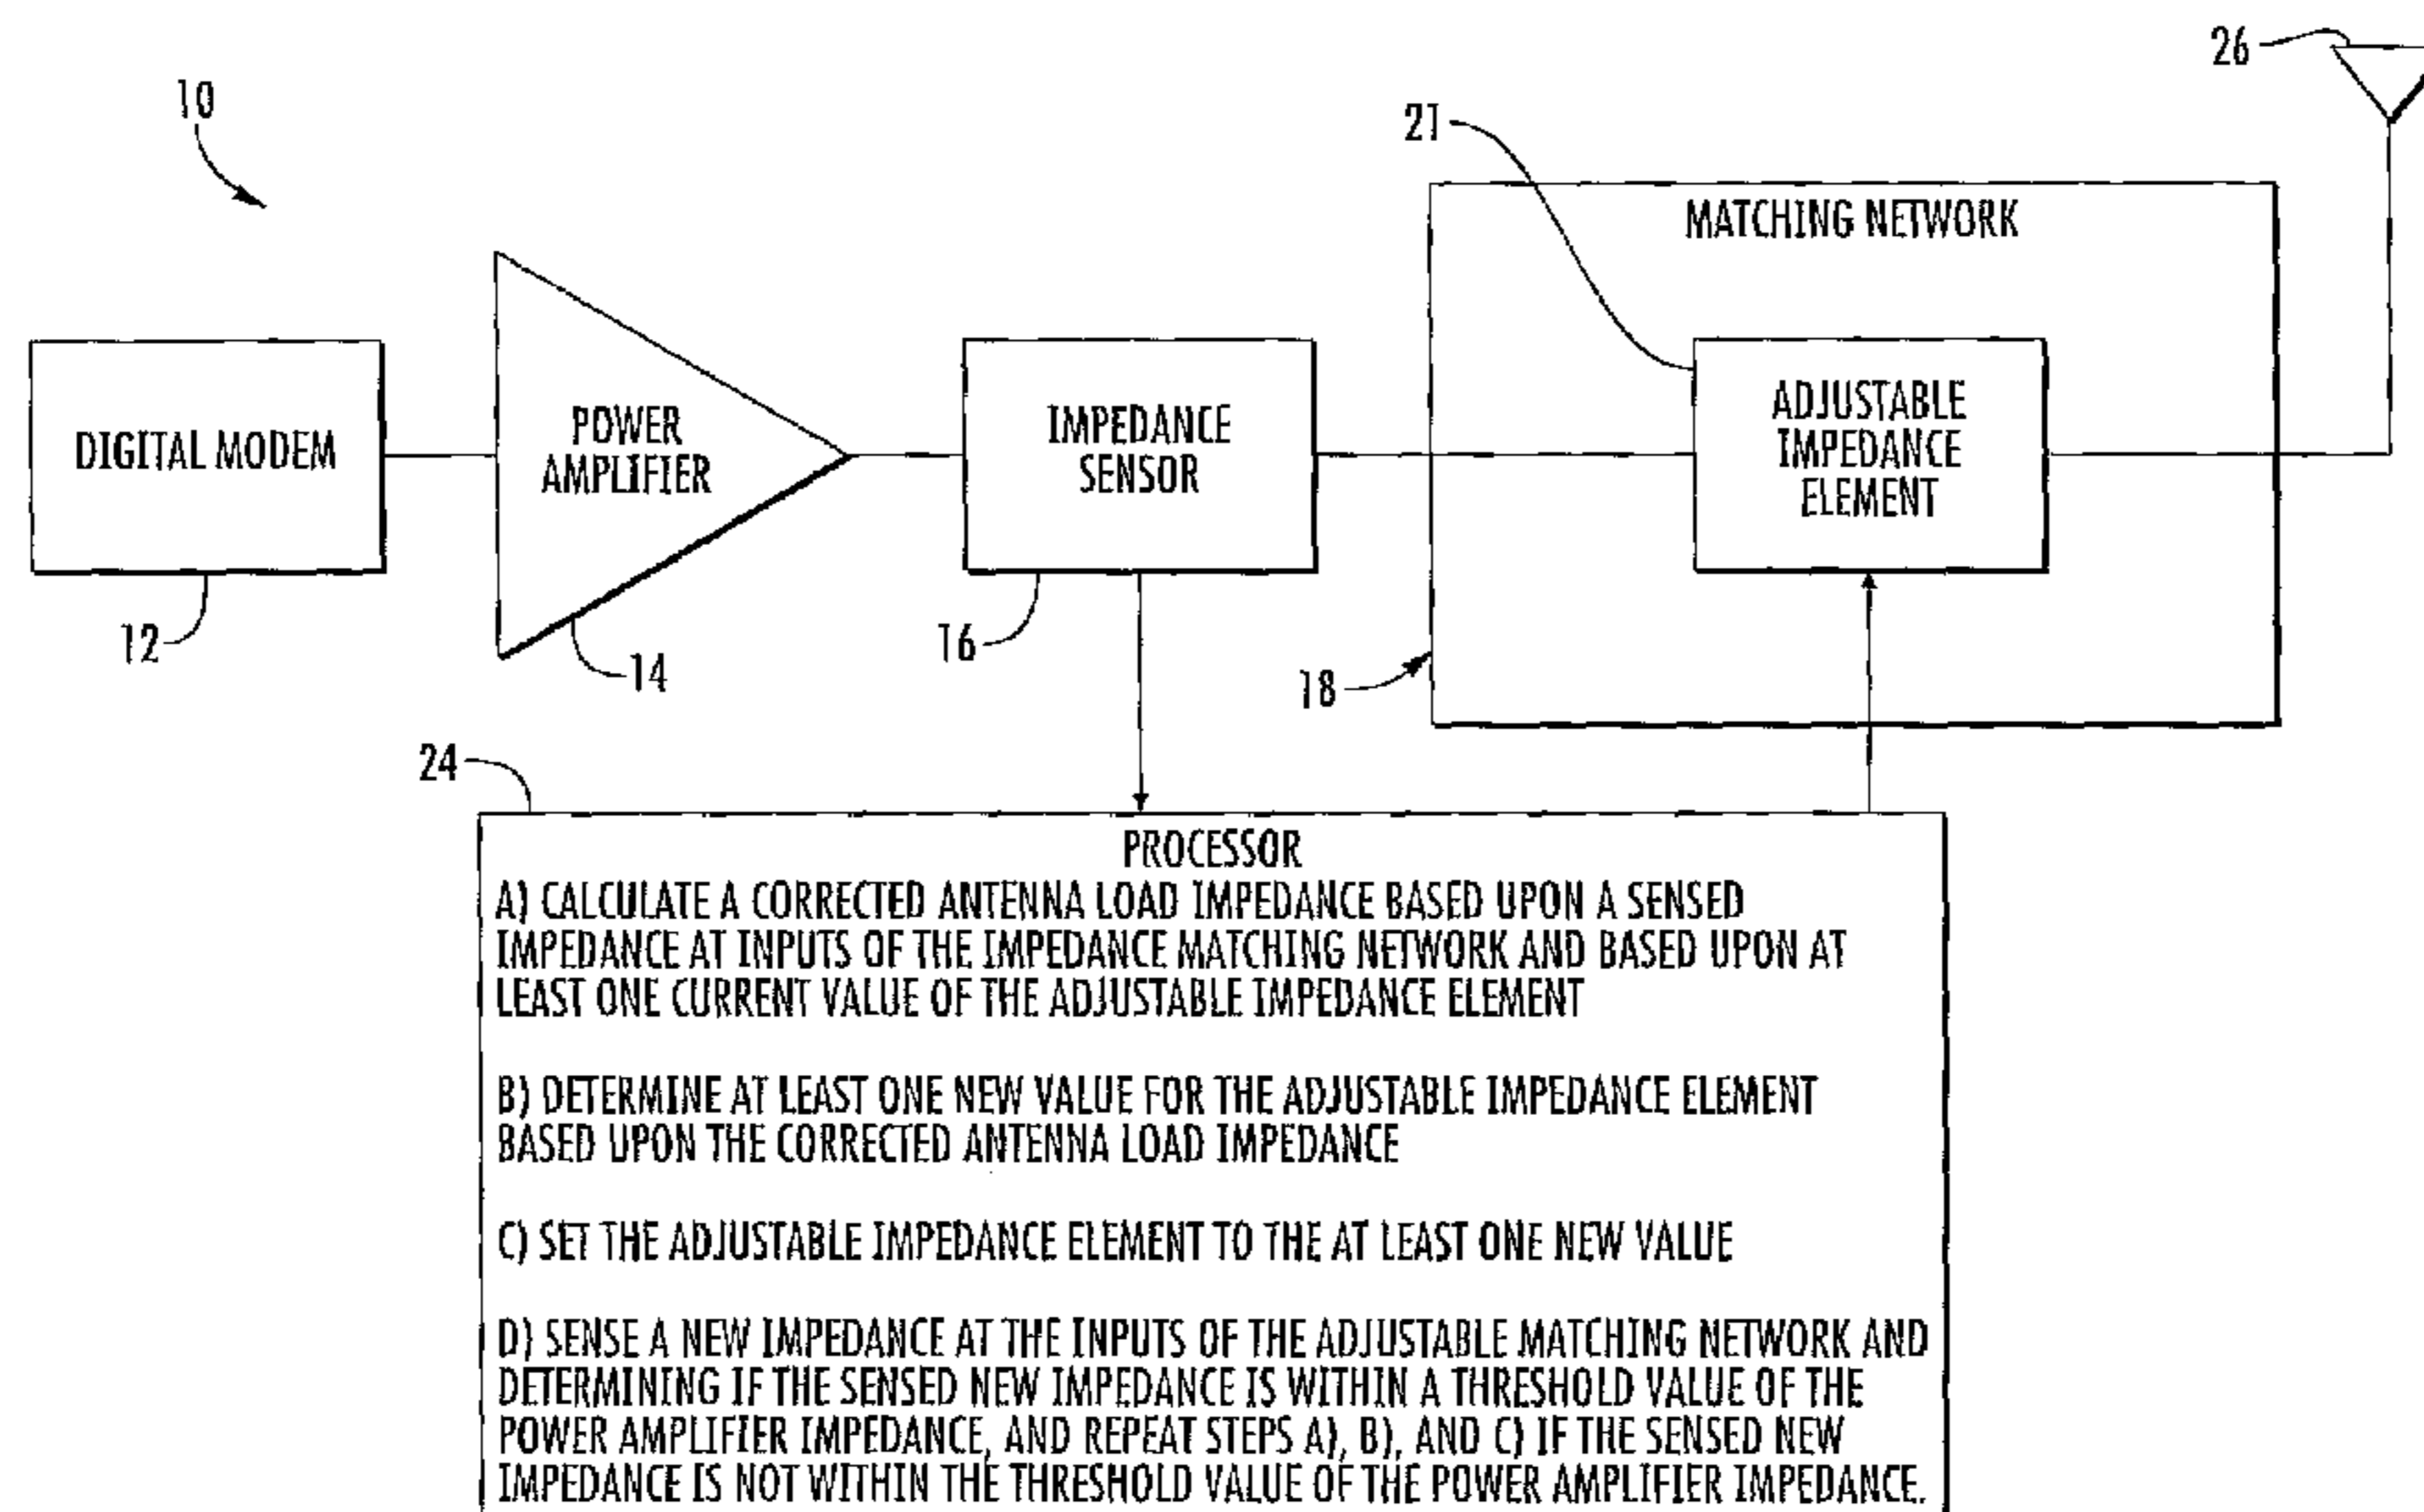 26
10
27
MATCHING NETWORK
DIGITAL MODEM
POWER
AMPLIFIER
IMPEDANCE
SENSOR
ADJUSTABLE
IMPEDANCE
ELEMENT
12
14
16
18
24
PROCESSOR
A) CALCULATE A CORRECTED ANTENNA LOAD IMPEDANCE BASED UPON A SENSED
IMPEDANCE AT INPUTS OF THE IMPEDANCE MATCHING NETWORK AND BASED UPON AT
LEAST ONE CURRENT VALUE OF THE ADJUSTABLE IMPEDANCE ELEMENT
B) DETERMINE AT LEAST ONE NEW VALUE FOR THE ADJUSTABLE IMPEDANCE ELEMENT
BASED UPON THE CORRECTED ANTENNA LOAD IMPEDANCE
C) SET THE ADJUSTABLE IMPEDANCE ELEMENT TO THE AT LEAST ONE NEW VALUE
D) SENSE A NEW IMPEDANCE AT THE INPUTS OF THE ADJUSTABLE MATCHING NETWORK AND
DETERMINING IF THE SENSED NEW IMPEDANCE IS WITHIN A THRESHOLD VALUE OF THE
POWER AMPLIFIER IMPEDANCE, AND REPEAT STEPS A), B), AND C) IF THE SENSED NEW
IMPEDANCE IS NOT WITHIN THE THRESHOLD VALUE OF THE POWER AMPLIFIER IMPEDANCE.